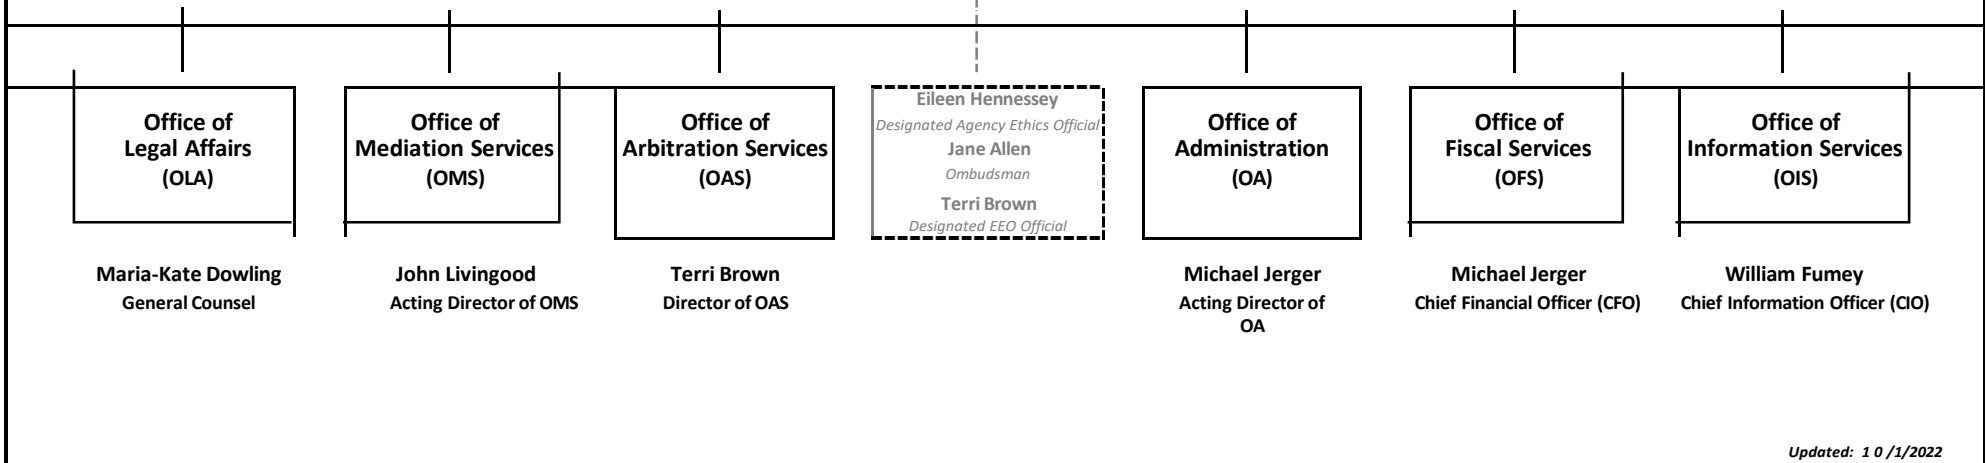 Office of
Legal Affairs
(OLA)
Maria-Kate Dowling
General Counsel
Office of
Mediation Services
(OMS)
John Livingood
Acting Director of OMS
Office of
Arbitration Services
(OAS)
Terri Brown
Director of OAS
Eileen Hennessey
Designated Agency Ethics Official
Jane Allen
Ombudsman
Terri Brown
Designated EEO Official
Office of
Administration
(OA)
Michael Jerger
Acting Director of
OA
Office of
Fiscal Services
(OFS)
Michael Jerger
Chief Financial Officer (CFO)
Office of
Information Services
(OIS)
William Fumey
Chief Information Officer (CIO)
Updated: 1 0 /1/2022